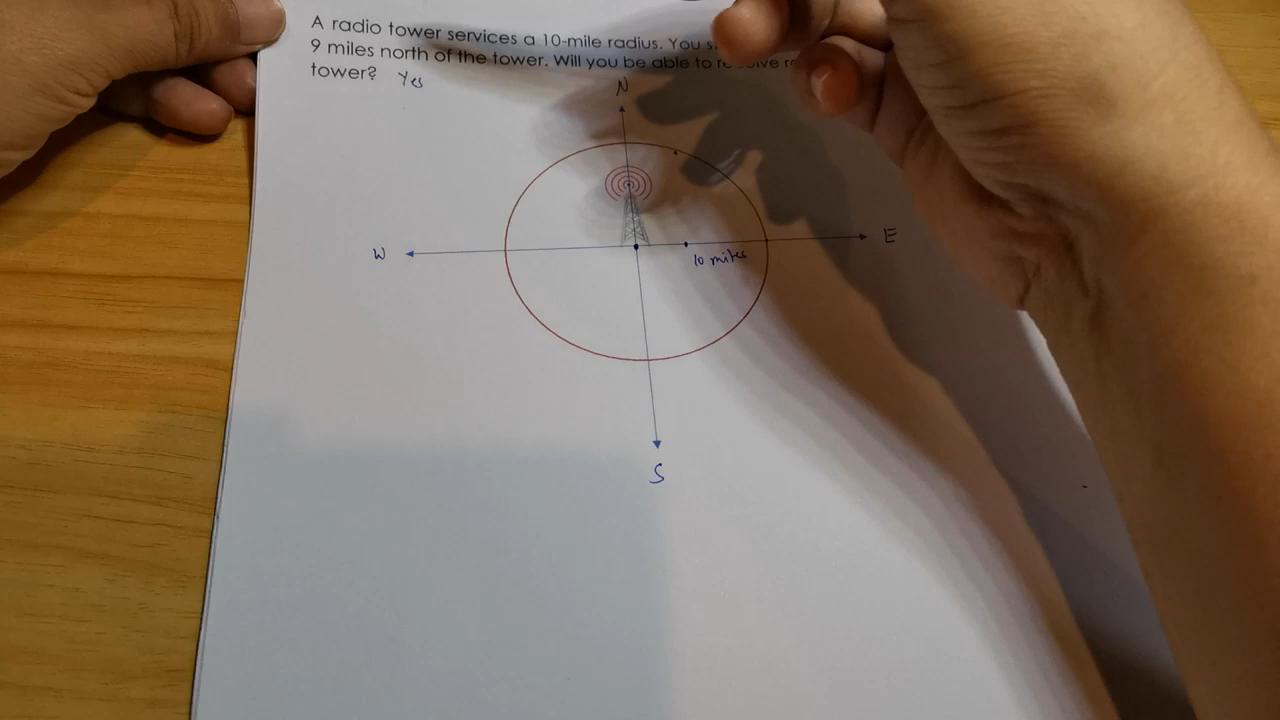 A radio tower services a 10-mile radius. You
9 miles north of the tower. Will you be able to
tower? Yes
N
W
E
10 miles
S